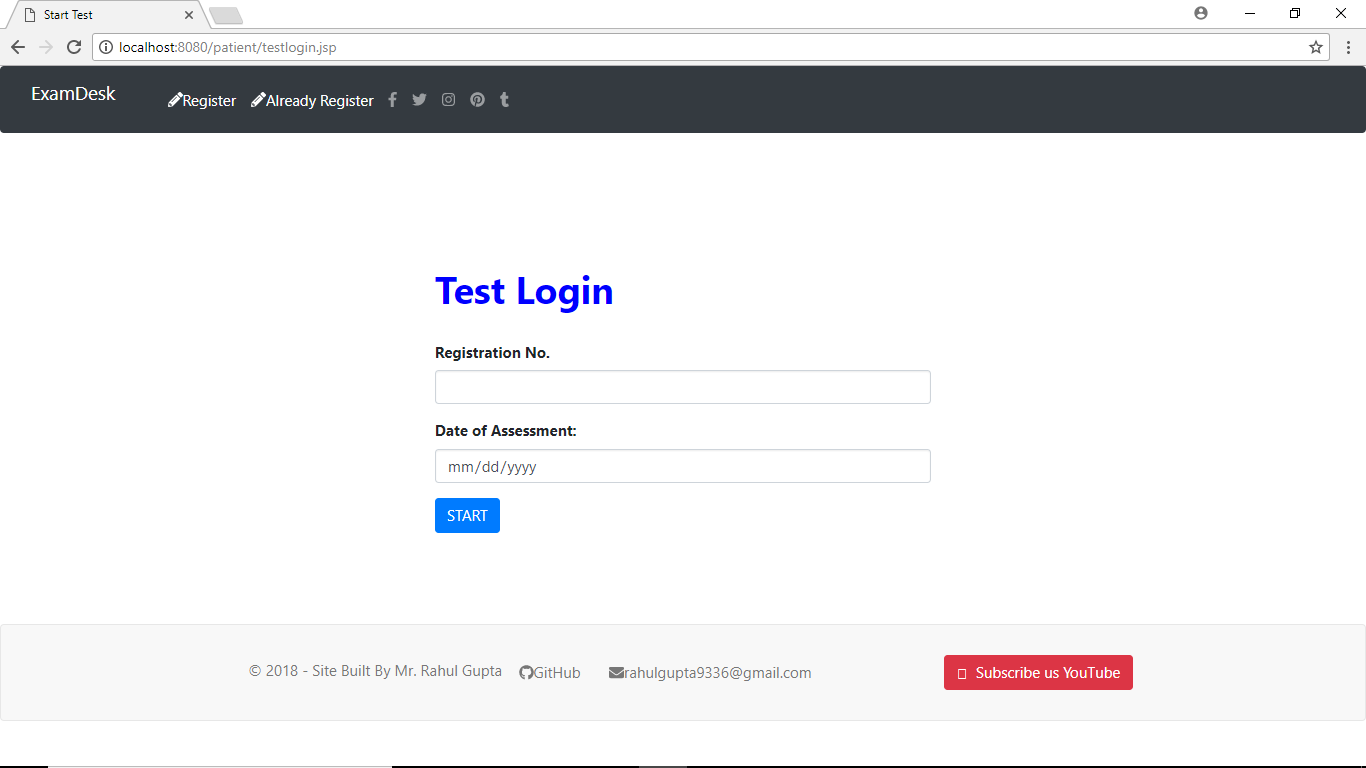 Start Test
localhost:8080/patient/testlogin.jsp
ExamDesk Register Already Register
Test Login
Registration No.
Date of Assessment:
mm/dd/yyyy
START
© 2018 - Site Built By Mr. Rahul Gupta GitHub rahulgupta9336@gmail.com Subscribe us YouTube